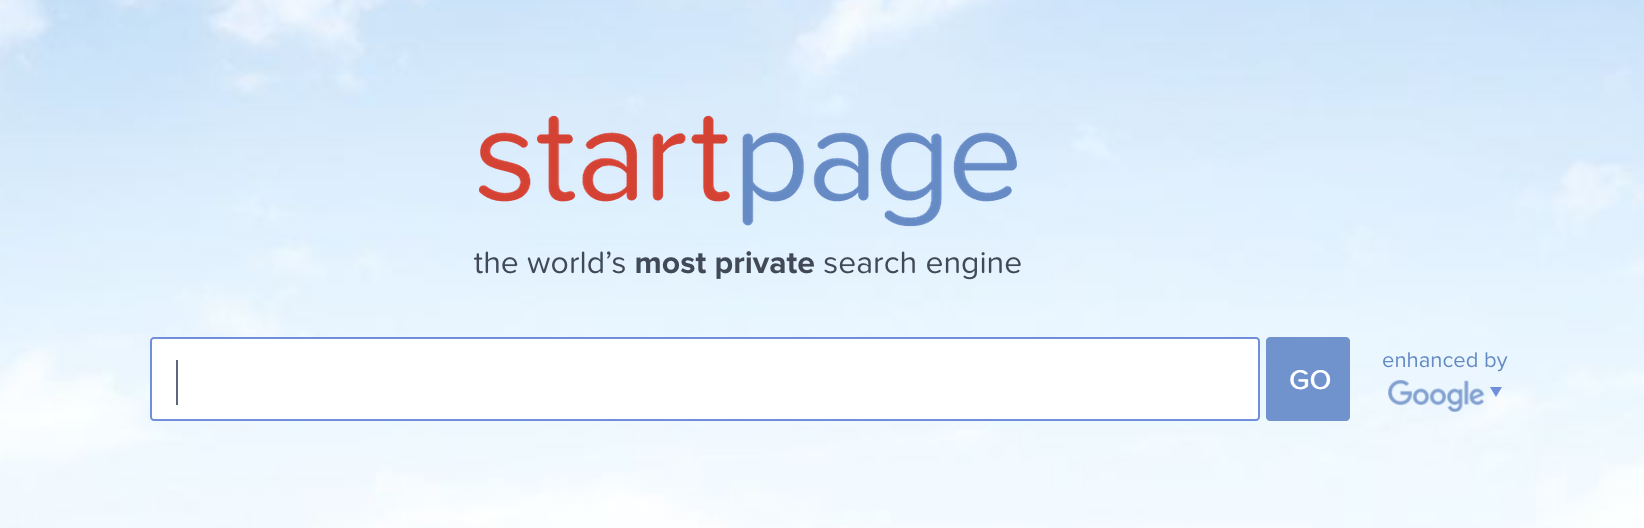 startpage
the world’s most private search engine
GO
enhanced by
Google